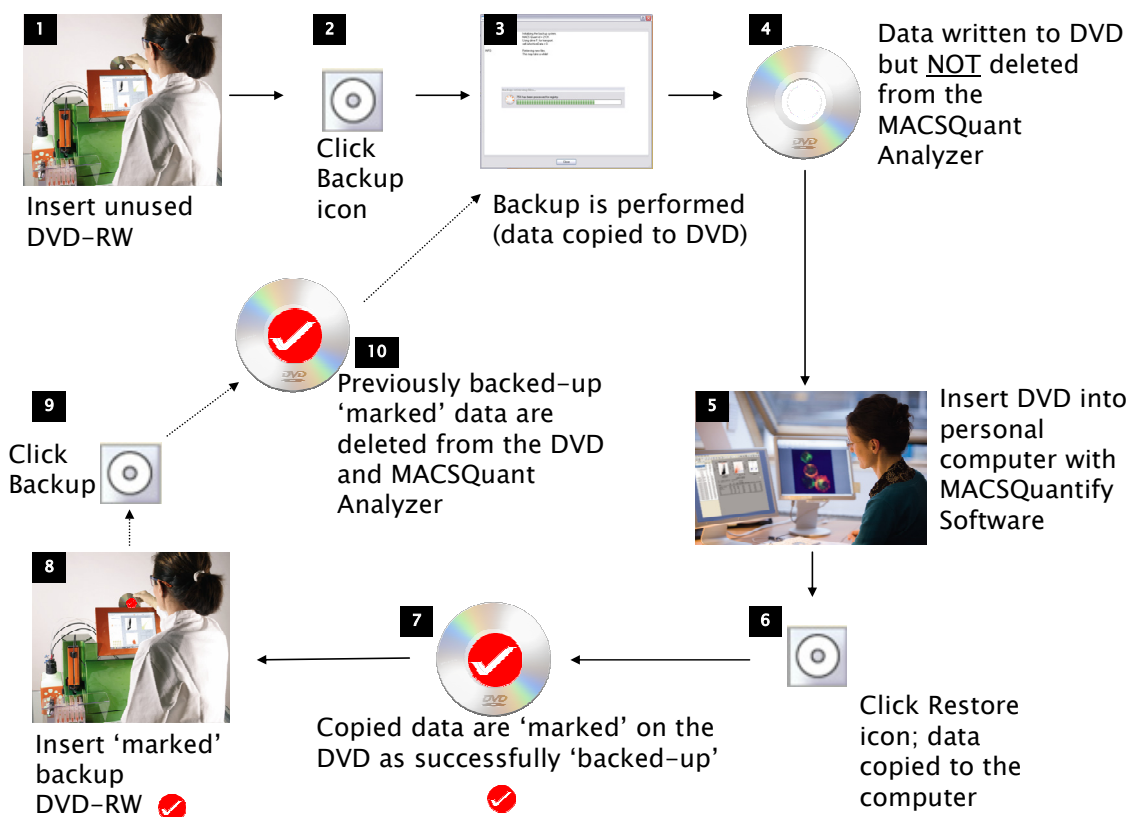 1
Insert unused
DVD-RW
2
Click
Backup
icon
3
Close
Backup is performed
(data copied to DVD)
4
DVD
Data written to DVD
but NOT deleted
from the
MACSQuant
Analyzer
5
Insert DVD into
personal
computer with
MACSQuantify
Software
6
Click Restore
icon; data
copied to the
computer
7
DVD
Copied data are ‘marked’ on the
DVD as successfully ‘backed-up’
8
Insert ‘marked’
backup
DVD-RW
9
Click
Backup
DVD
10
Previously backed-up
‘marked’ data are
deleted from the DVD
and MACSQuant
Analyzer